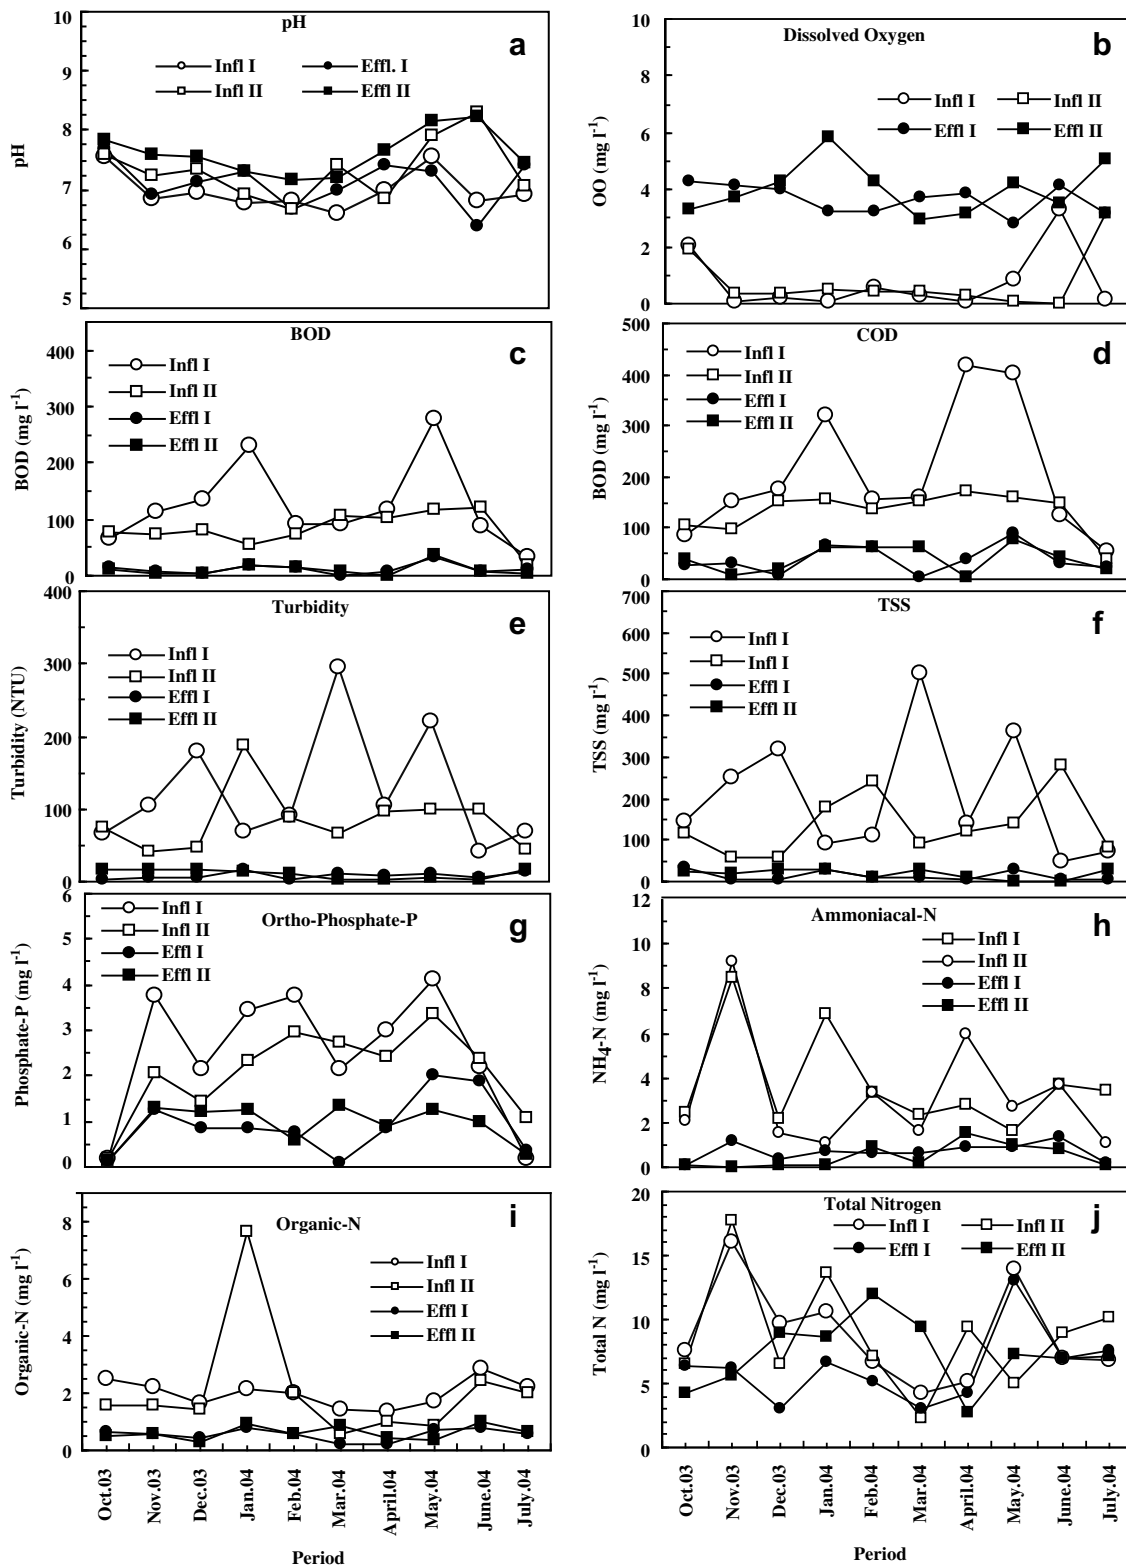 pH
a
10
9
8
7
6
5
pH
Infl I
Effl. I
Infl II
Effl II
Dissolved Oxygen
b
10
8
6
4
2
0
OO (mg l-1)
Infl I
Infl II
Effl I
Effl II
BOD
c
400
300
200
100
0
BOD (mg l-1)
Infl I
Infl II
Effl I
Effl II
COD
d
500
400
300
200
100
0
BOD (mg l-1)
Infl I
Infl II
Effl I
Effl II
Turbidity
e
400
300
200
100
0
Turbidity (NTU)
Infl I
Infl II
Effl I
Effl II
TSS
f
700
600
500
400
300
200
100
0
TSS (mg l-1)
Infl I
Infl I
Effl I
Effl II
Ortho-Phosphate-P
g
6
5
4
3
2
1
0
Phosphate-P (mg l-1)
Infl I
Infl II
Effl I
Effl II
Ammoniacal-N
h
12
10
8
6
4
2
0
NH4-N (mg l-1)
Infl I
Infl II
Effl I
Effl II
Organic-N
i
8
6
4
2
0
Organic-N (mg l-1)
Infl I
Infl II
Effl I
Effl II
Oct.03
Nov.03
Dec.03
Jan.04
Feb.04
Mar.04
April.04
May.04
June.04
July.04
Period
Total Nitrogen
j
20
15
10
5
0
Total N (mg l-1)
Infl I
Infl II
Effl I
Effl II
Oct.03
Nov.03
Dec.03
Jan.04
Feb.04
Mar.04
April.04
May.04
June.04
July.04
Period